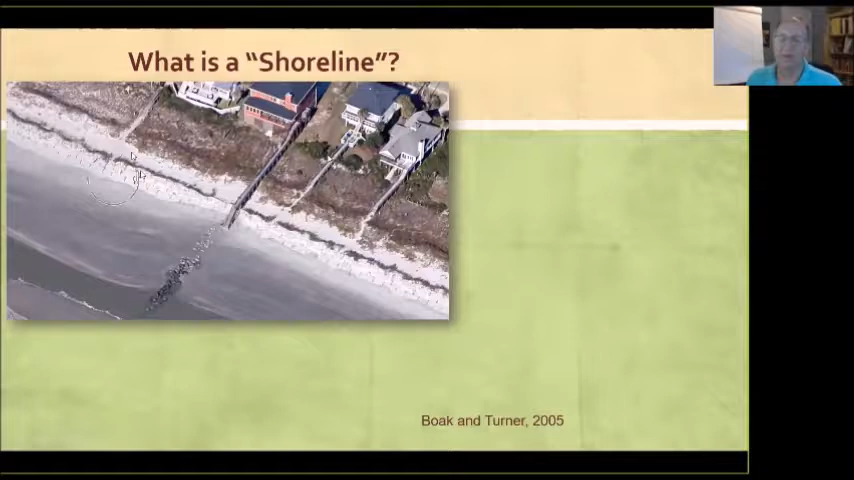 What is a “Shoreline”?
Boak and Turner, 2005